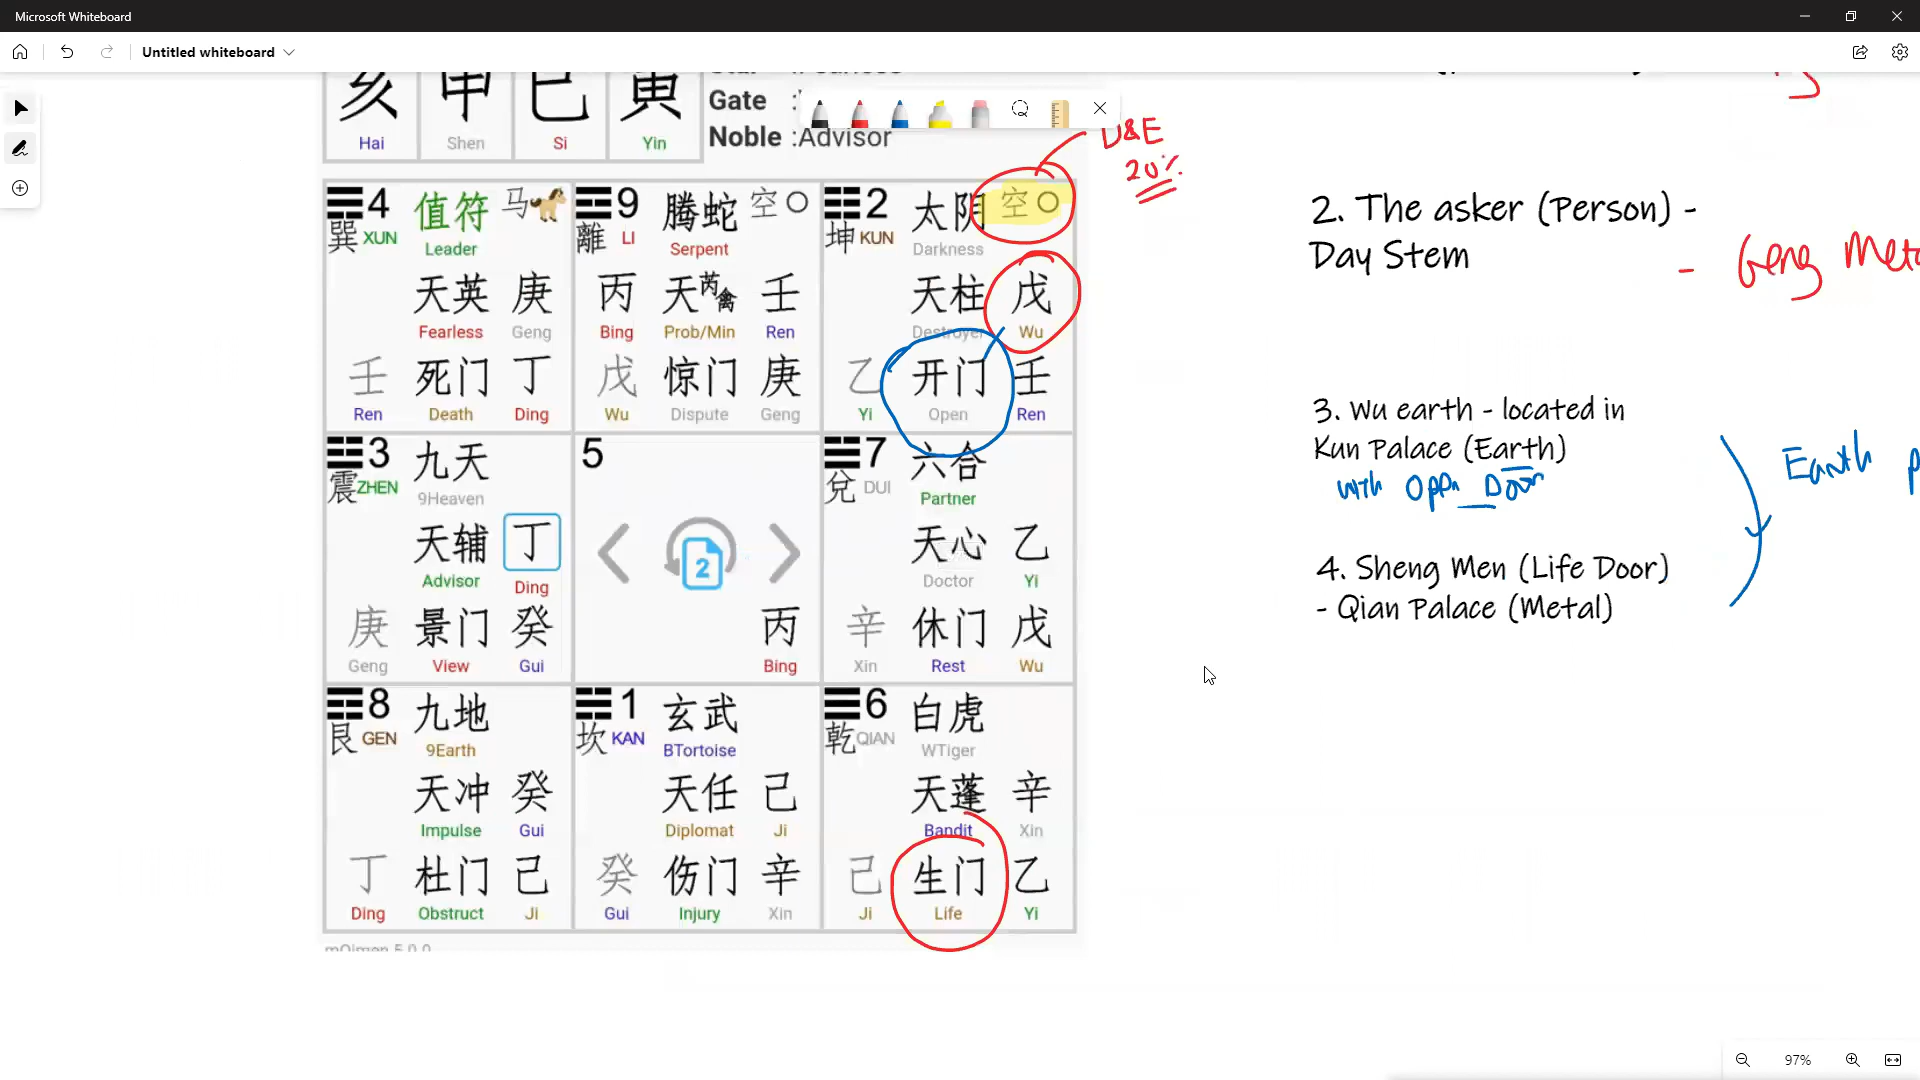 Microsoft Whiteboard
Untitled whiteboard
亥 申 巳 寅
Hai Shen Si Yin
Gate :
Noble :Advisor
D&E
20%
4 值符 马
巽 XUN Leader
天英 庚
Fearless Geng
壬 死门 丁
Ren Death Ding
9 腾蛇 空
離 LI Serpent
丙 天芮禽 壬
Bing Prob/Min Ren
戊 惊门 庚
Wu Dispute Geng
2 太阴 空
坤 KUN Darkness
天柱 戊
Destroyer Wu
乙 开门 壬
Yi Open Ren
3 九天
震 ZHEN 9Heaven
天辅 丁
Advisor Ding
庚 景门 癸
Geng View Gui
5
2
丙
Bing
7 六合
兌 DUI Partner
天心 乙
Doctor Yi
辛 休门 戊
Xin Rest Wu
8 九地
艮 GEN 9Earth
天冲 癸
Impulse Gui
丁 杜门 己
Ding Obstruct Ji
1 玄武
坎 KAN BTortoise
天任 己
Diplomat Ji
癸 伤门 辛
Gui Injury Xin
6 白虎
乾 QIAN WTiger
天蓬 辛
Bandit Xin
己 生门 乙
Ji Life Yi
2. The asker (Person) -
Day Stem
- Geng Meta
3. Wu earth - located in
Kun Palace (Earth)
with Open Door
Earth p
4. Sheng Men (Life Door)
- Qian Palace (Metal)
97%